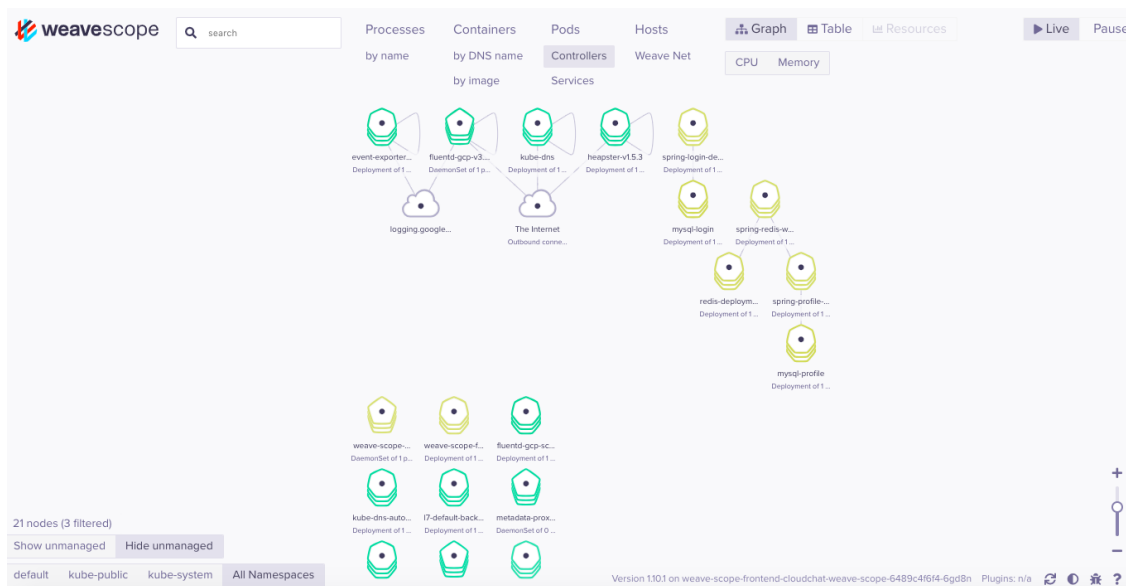 weavescope
search
Processes Containers Pods Hosts
by name by DNS name Controllers Weave Net
by image Services
Graph Table Resources
CPU Memory
Live Pause
event-exporter... fluentd-gcp-v3.... kube-dns heapster-v1.5.3 spring-login-de...
Deployment of 1 ... DaemonSet of 1 p... Deployment of 1... Deployment of 1 ... Deployment of 1...
logging.google... The Internet mysql-login spring-redis-w...
Outbound conne... Deployment of 1... Deployment of 1...
redis-deploym... spring-profile-...
Deployment of 1... Deployment of 1 ...
mysql-profile
Deployment of 1 ...
weave-scope-... weave-scope-f... fluentd-gcp-sc...
DaemonSet of 1 p... Deployment of 1 ... Deployment of 1...
kube-dns-auto... l7-default-back... metadata-prox...
Deployment of 1... Deployment of 1 ... DaemonSet of 0 ...
21 nodes (3 filtered)
Show unmanaged Hide unmanaged
default kube-public kube-system All Namespaces
Version 1.10.1 on weave-scope-frontend-cloudchat-weave-scope-6489c4f6f4-6gd8n Plugins: n/a